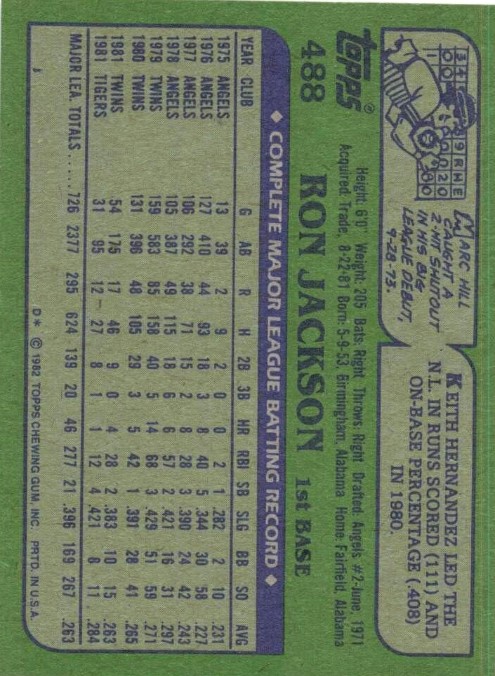 MARC HILL
CAUGHT A
2-HIT SHUTOUT
IN HIS BIG
LEAGUE DEBUT,
9-28-73.
KEITH HERNANDEZ LED THE
N.L. IN RUNS SCORED (111) AND
ON-BASE PERCENTAGE (.408)
IN 1980.
topps®
Height: 6'0" Weight: 205 Bats: Right Throws: Right Drafted: Angels #2-June, 1971
Acquired: Trade, 8-22-81 Born: 5-9-53, Birmingham, Alabama Home: Fairfield, Alabama
488 RON JACKSON 1st BASE
◆ COMPLETE MAJOR LEAGUE BATTING RECORD ◆
YEAR CLUB G AB R H 2B 3B HR RBI SB SLG BB SO AVG
1975 ANGELS 13 39 2 9 2 0 0 2 1 .282 2 10 .231
1976 ANGELS 127 410 44 93 18 3 8 40 5 .344 30 58 .227
1977 ANGELS 106 292 38 71 15 2 8 28 3 .390 24 42 .243
1978 ANGELS 105 387 49 115 18 6 6 57 2 .421 16 31 .297
1979 TWINS 159 583 85 158 40 5 14 68 3 .429 51 59 .271
1980 TWINS 131 396 48 105 29 3 5 42 1 .391 28 41 .265
1981 TWINS 54 175 17 46 9 0 4 28 2 .383 10 15 .263
1981 TIGERS 31 95 12 27 8 1 1 12 4 .421 8 11 .284
MAJOR LEA. TOTALS ..... 726 2377 295 624 139 20 46 277 21 .396 169 267 .263
D* © 1982 TOPPS CHEWING GUM INC. PRTD. IN U.S.A.